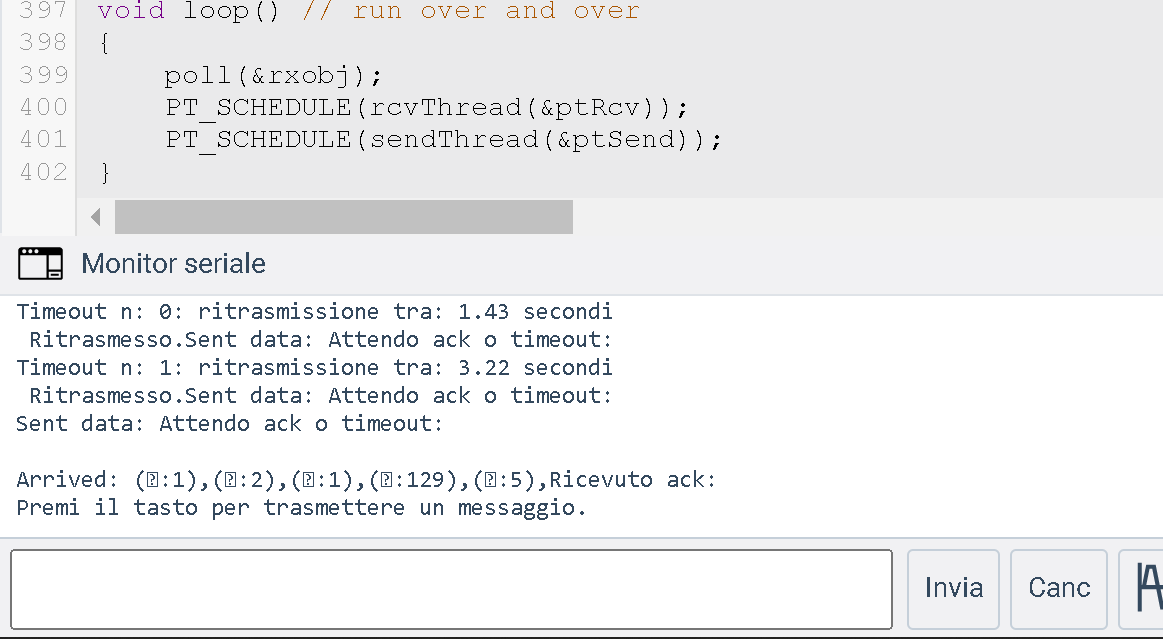 397 void loop() // run over and over
398 {
399 poll(&rxobj);
400 PT_SCHEDULE(rcvThread(&ptRcv));
401 PT_SCHEDULE(sendThread(&ptSend));
402 }
Monitor seriale
Timeout n: 0: ritrasmissione tra: 1.43 secondi
Ritrasmesso.Sent data: Attendo ack o timeout:
Timeout n: 1: ritrasmissione tra: 3.22 secondi
Ritrasmesso.Sent data: Attendo ack o timeout:
Sent data: Attendo ack o timeout:
Arrived: (⍰:1),(⍰:2),(⍰:1),(⍰:129),(⍰:5),Ricevuto ack:
Premi il tasto per trasmettere un messaggio.
Invia Canc